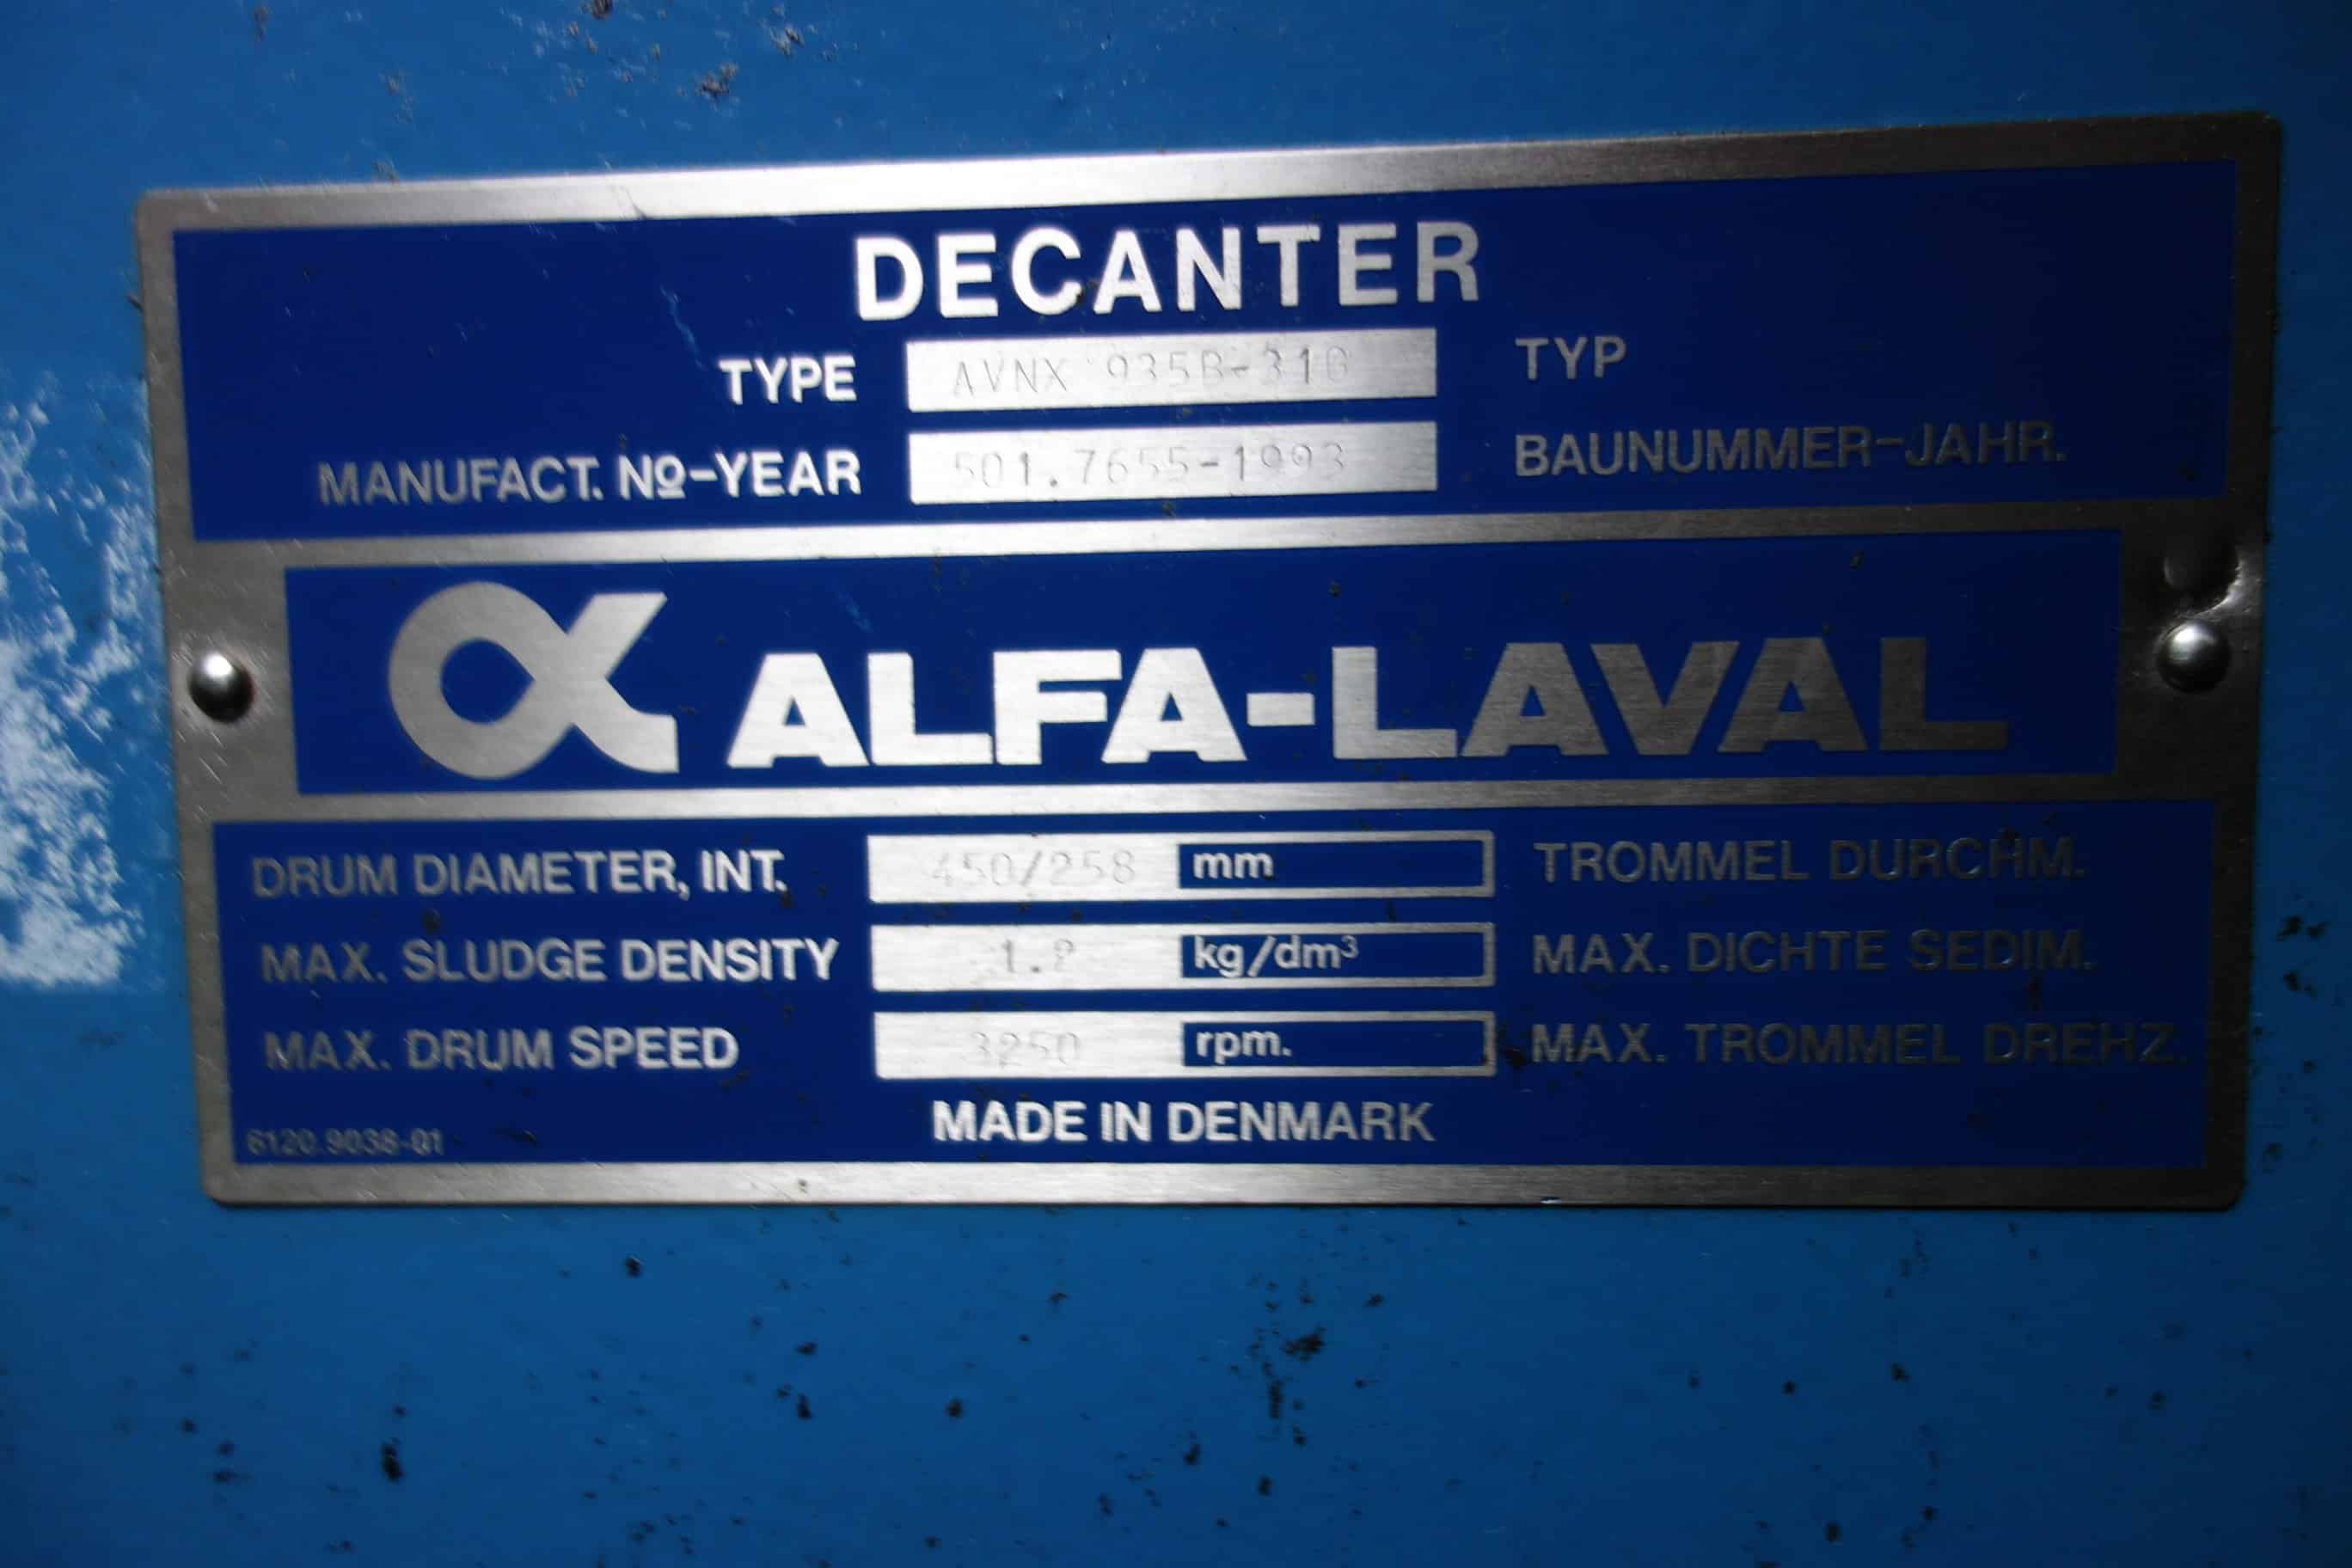 DECANTER
TYPE AVNX 935B-31G TYP
MANUFACT. Nº-YEAR 501.7655-1993 BAUNUMMER-JAHR.
ALFA-LAVAL
DRUM DIAMETER, INT. 450/258 mm TROMMEL DURCHM.
MAX. SLUDGE DENSITY 1.2 kg/dm³ MAX. DICHTE SEDIM.
MAX. DRUM SPEED 3250 rpm. MAX. TROMMEL DREHZ.
MADE IN DENMARK
6120.9038-01